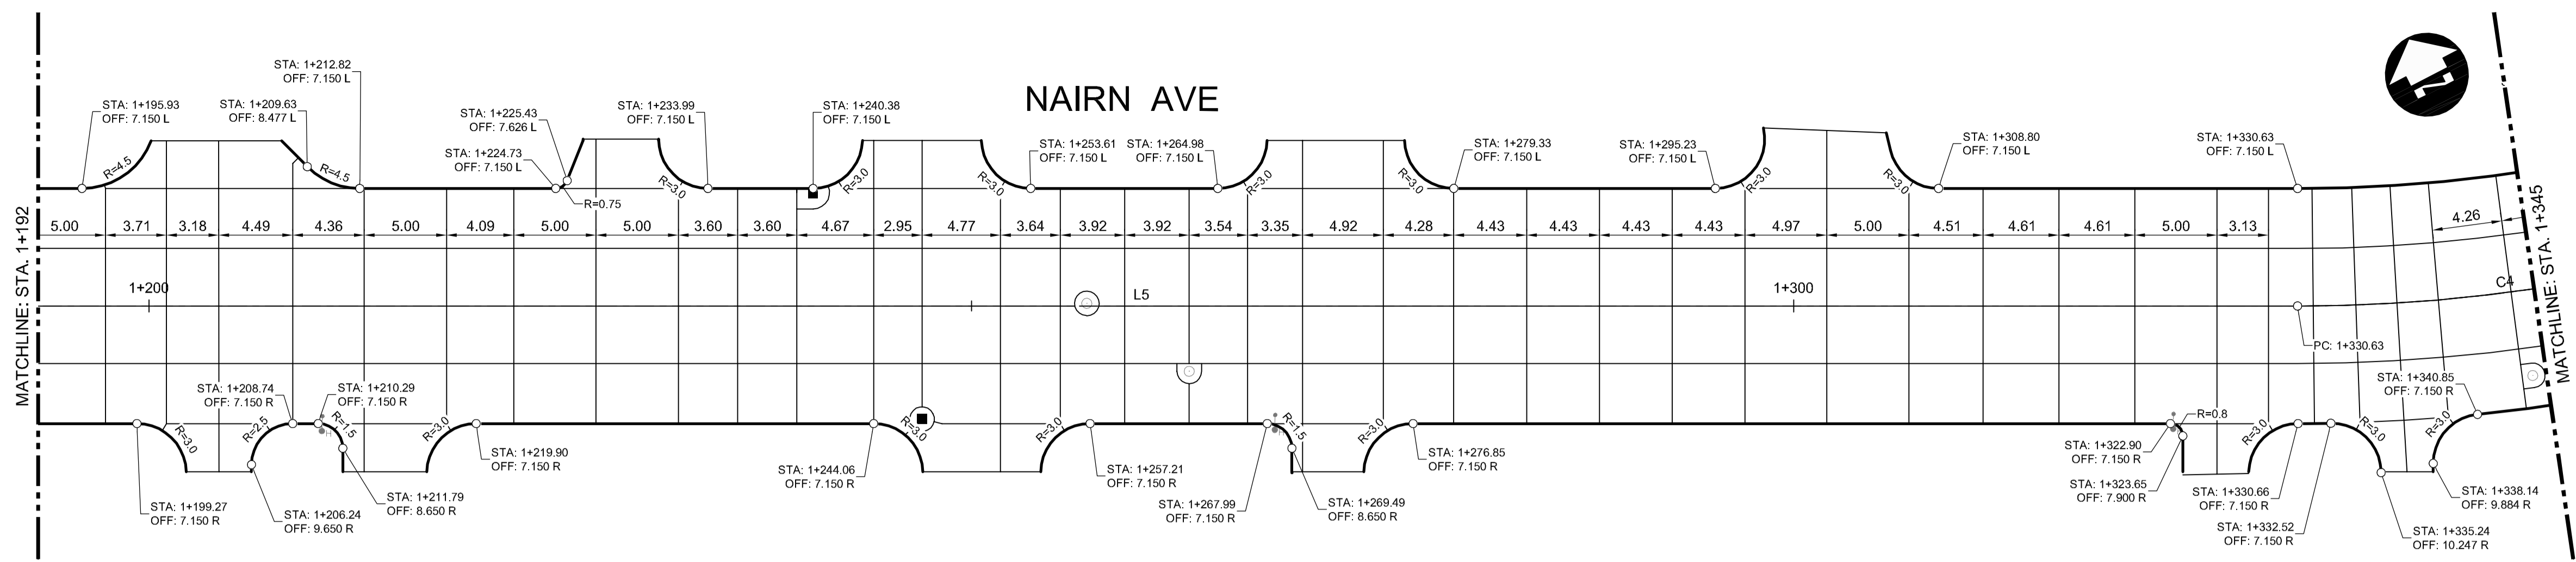 NAIRN AVE
STA: 1+212.82
OFF: 7.150 L
STA: 1+195.93
OFF: 7.150 L
STA: 1+209.63
OFF: 8.477 L
STA: 1+225.43
OFF: 7.626 L
STA: 1+224.73
OFF: 7.150 L
STA: 1+233.99
OFF: 7.150 L
STA: 1+240.38
OFF: 7.150 L
STA: 1+253.61
OFF: 7.150 L
STA: 1+264.98
OFF: 7.150 L
STA: 1+279.33
OFF: 7.150 L
STA: 1+295.23
OFF: 7.150 L
STA: 1+308.80
OFF: 7.150 L
STA: 1+330.63
OFF: 7.150 L
R=4.5
R=4.5
R=0.75
R=3.0
R=3.0
R=3.0
R=3.0
R=3.0
R=3.0
R=3.0
MATCHLINE: STA. 1+192
5.00 3.71 3.18 4.49 4.36 5.00 4.09 5.00 5.00 3.60 3.60 4.67 2.95 4.77 3.64 3.92 3.92 3.54 3.35 4.92 4.28 4.43 4.43 4.43 4.43 4.97 5.00 4.51 4.61 4.61 5.00 3.13 4.26
1+200
L5
1+300
C4
PC: 1+330.63
MATCHLINE: STA. 1+345
STA: 1+208.74
OFF: 7.150 R
STA: 1+210.29
OFF: 7.150 R
STA: 1+340.85
OFF: 7.150 R
R=3.0
R=2.5
R=1.5
R=3.0
R=3.0
R=3.0
R=1.5
R=3.0
R=0.8
R=3.0
R=3.0
R=3.0
H
H
STA: 1+219.90
OFF: 7.150 R
STA: 1+244.06
OFF: 7.150 R
STA: 1+257.21
OFF: 7.150 R
STA: 1+276.85
OFF: 7.150 R
STA: 1+322.90
OFF: 7.150 R
STA: 1+199.27
OFF: 7.150 R
STA: 1+206.24
OFF: 9.650 R
STA: 1+211.79
OFF: 8.650 R
STA: 1+267.99
OFF: 7.150 R
STA: 1+269.49
OFF: 8.650 R
STA: 1+323.65
OFF: 7.900 R
STA: 1+330.66
OFF: 7.150 R
STA: 1+332.52
OFF: 7.150 R
STA: 1+338.14
OFF: 9.884 R
STA: 1+335.24
OFF: 10.247 R